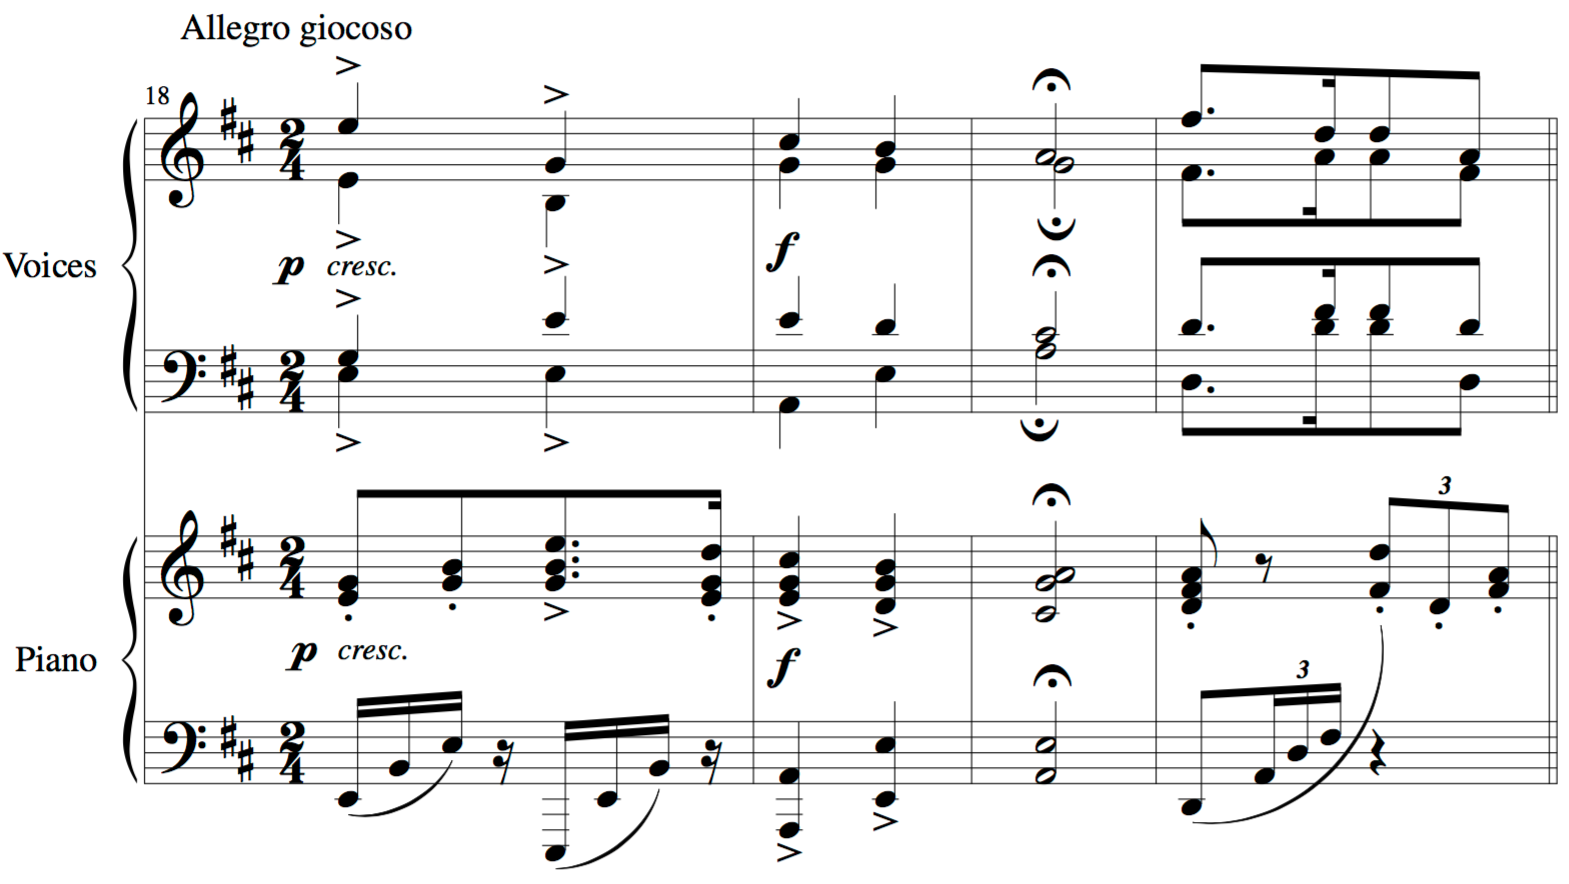 Allegro giocoso
18
Voices
p cresc.
f
3
Piano
p cresc.
f
3